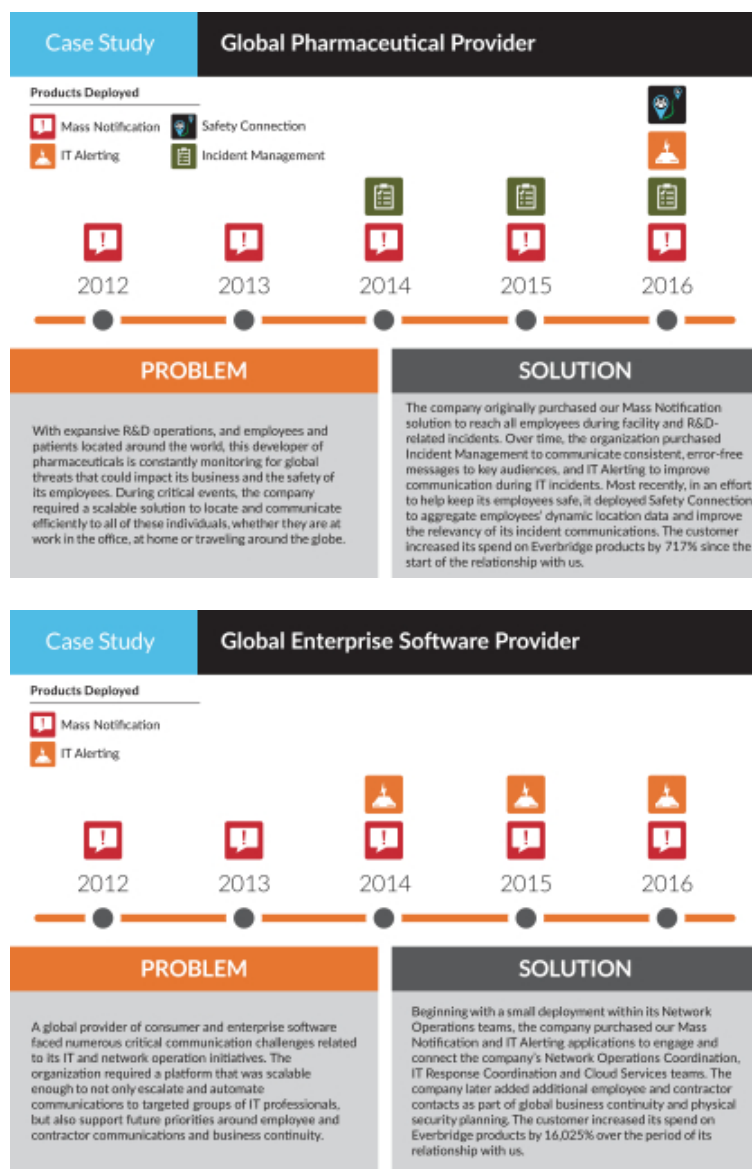 Case Study
Global Pharmaceutical Provider
Products Deployed
Mass Notification
Safety Connection
IT Alerting
Incident Management
2012
2013
2014
2015
2016
PROBLEM
With expansive R&D operations, and employees and
patients located around the world, this developer of
pharmaceuticals is constantly monitoring for global
threats that could impact its business and the safety of
its employees. During critical events, the company
required a scalable solution to locate and communicate
efficiently to all of these individuals, whether they are at
work in the office, at home or traveling around the globe.
SOLUTION
The company originally purchased our Mass Notification
solution to reach all employees during facility and R&D-
related incidents. Over time, the organization purchased
Incident Management to communicate consistent, error-free
messages to key audiences, and IT Alerting to improve
communication during IT incidents. Most recently, in an effort
to help keep its employees safe, it deployed Safety Connection
to aggregate employees' dynamic location data and improve
the relevancy of its incident communications. The customer
increased its spend on Everbridge products by 717% since the
start of the relationship with us.
Case Study
Global Enterprise Software Provider
Products Deployed
Mass Notification
IT Alerting
2012
2013
2014
2015
2016
PROBLEM
A global provider of consumer and enterprise software
faced numerous critical communication challenges related
to its IT and network operation initiatives. The
organization required a platform that was scalable
enough to not only escalate and automate
communications to targeted groups of IT professionals,
but also support future priorities around employee and
contractor communications and business continuity.
SOLUTION
Beginning with a small deployment within its Network
Operations teams, the company purchased our Mass
Notification and IT Alerting applications to engage and
connect the company's Network Operations Coordination,
IT Response Coordination and Cloud Services teams. The
company later added additional employee and contractor
contacts as part of global business continuity and physical
security planning. The customer increased its spend on
Everbridge products by 16,025% over the period of its
relationship with us.